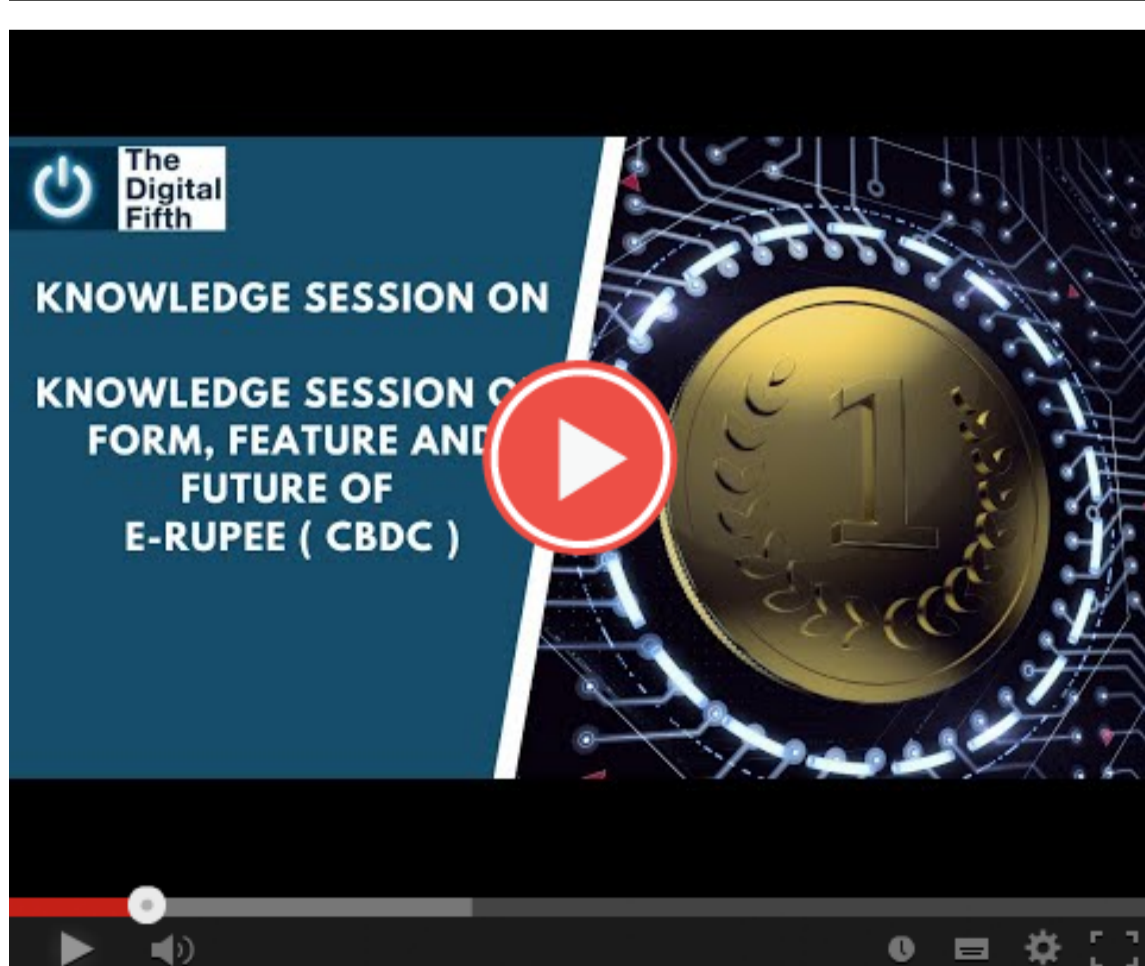 The
Digital
Fifth
KNOWLEDGE SESSION ON
KNOWLEDGE SESSION
FORM, FEATURE AND
FUTURE OF
E-RUPEE ( CBDC )
1